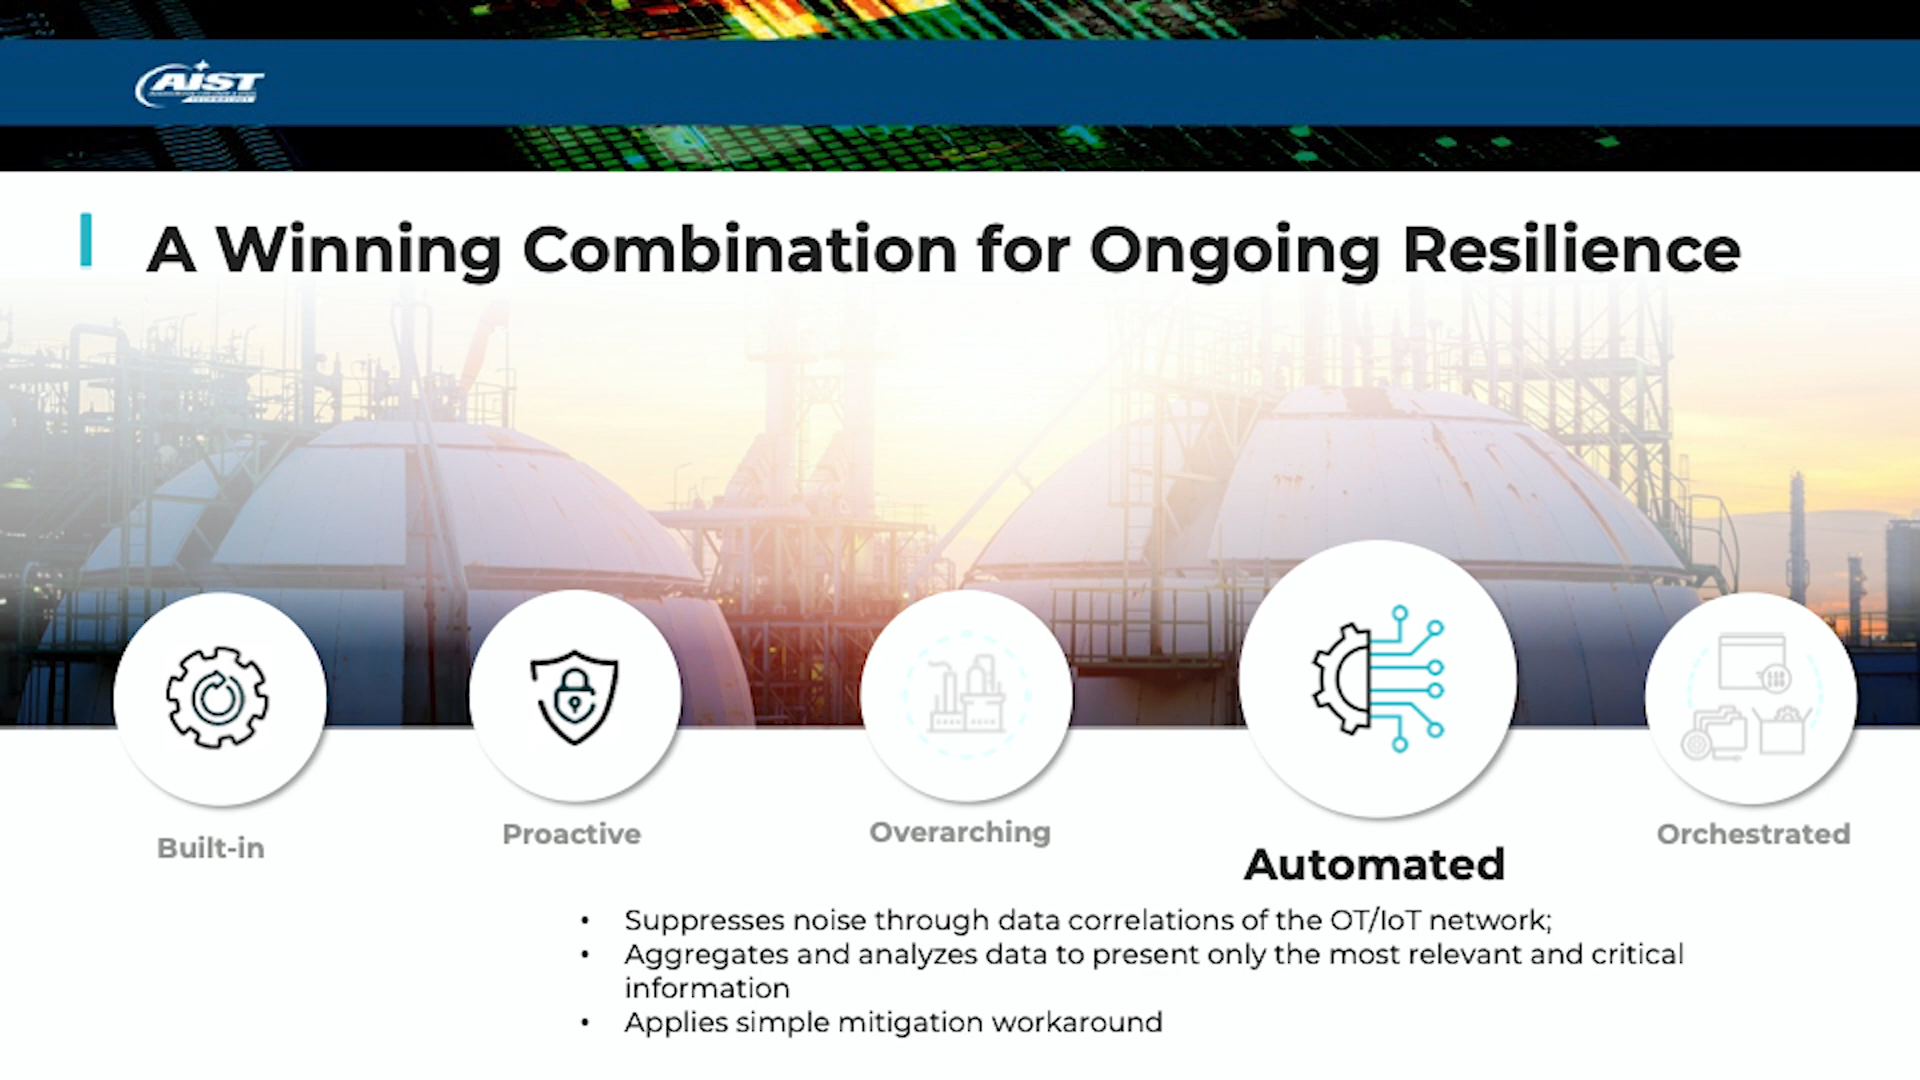 AIST
A Winning Combination for Ongoing Resilience
Built-in
Proactive
Overarching
Automated
Orchestrated
• Suppresses noise through data correlations of the OT/IoT network;
• Aggregates and analyzes data to present only the most relevant and critical
information
• Applies simple mitigation workaround